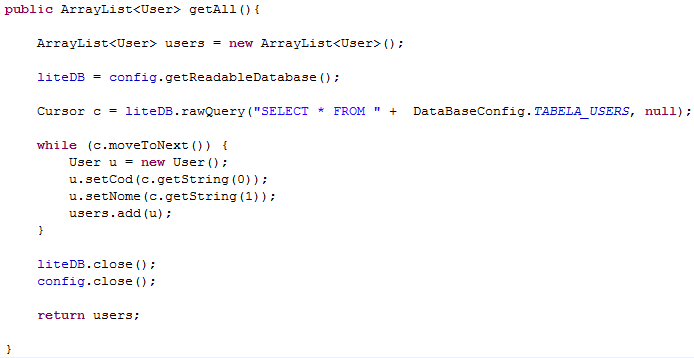 public ArrayList<User> getAll(){
ArrayList<User> users = new ArrayList<User>();
liteDB = config.getReadableDatabase();
Cursor c = liteDB.rawQuery("SELECT * FROM " +  DataBaseConfig.TABELA_USERS, null);
while (c.moveToNext()) {
User u = new User();
u.setCod(c.getString(0));
u.setNome(c.getString(1));
users.add(u);
}
liteDB.close();
config.close();
return users;
}